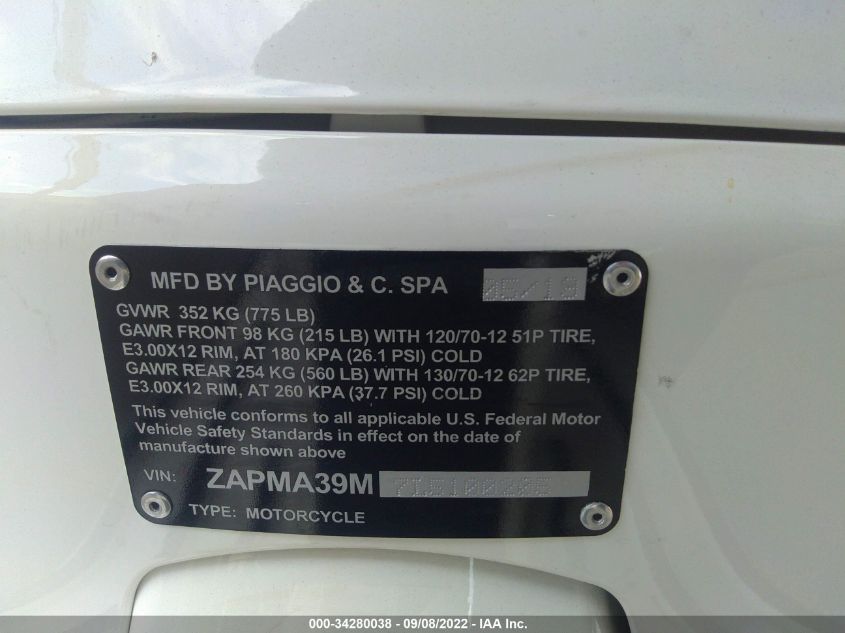 MFD BY PIAGGIO & C. SPA 05/18
GVWR 352 KG (775 LB)
GAWR FRONT 98 KG (215 LB) WITH 120/70-12 51P TIRE,
E3.00X12 RIM, AT 180 KPA (26.1 PSI) COLD
GAWR REAR 254 KG (560 LB) WITH 130/70-12 62P TIRE,
E3.00X12 RIM, AT 260 KPA (37.7 PSI) COLD
This vehicle conforms to all applicable U.S. Federal Motor
Vehicle Safety Standards in effect on the date of
manufacture shown above
VIN: ZAPMA39M
TYPE: MOTORCYCLE
000-34280038 - 09/08/2022 - IAA Inc.